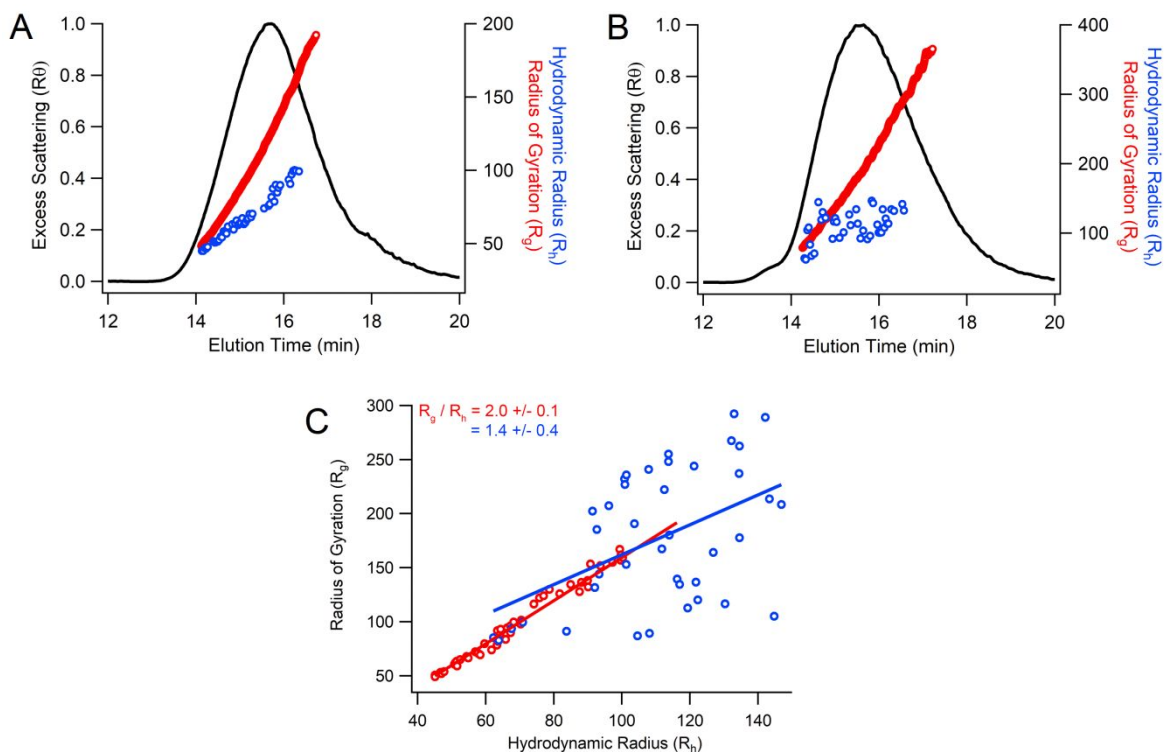 A
Excess Scattering (Rθ)
1.0
0.8
0.6
0.4
0.2
0.0
12
14
16
18
20
Elution Time (min)
200
150
100
50
Radius of Gyration (Rg)
Hydrodynamic Radius (Rh)
B
Excess Scattering (Rθ)
1.0
0.8
0.6
0.4
0.2
0.0
12
14
16
18
20
Elution Time (min)
400
300
200
100
Radius of Gyration (Rg)
Hydrodynamic Radius (Rh)
C
Rg / Rh = 2.0 +/- 0.1
= 1.4 +/- 0.4
Radius of Gyration (Rg)
300
250
200
150
100
50
40
60
80
100
120
140
Hydrodynamic Radius (Rh)